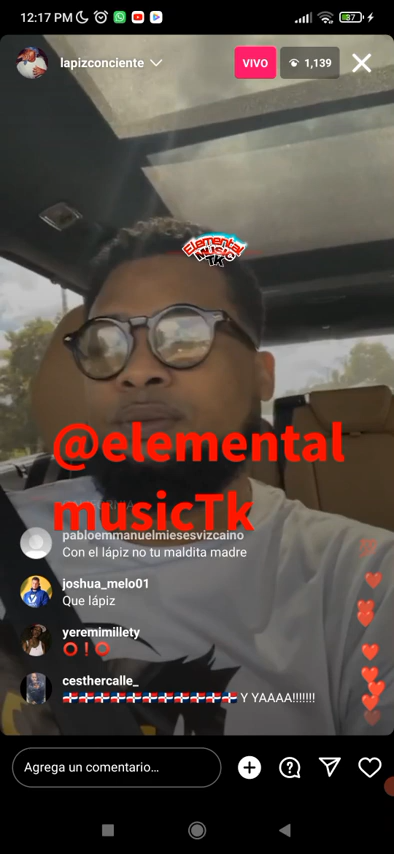 12:17 PM
37
lapizconciente
VIVO
1,139
Elemental
MUSIC
TK
@elemental
musicTk
pabloemmanuelmiesesvizcaino
Con el lápiz no tu maldita madre
joshua_melo01
Que lápiz
yeremimillety
⭕❗⭕
cesthercalle_
🇩🇴🇩🇴🇩🇴🇩🇴🇩🇴🇩🇴🇩🇴🇩🇴🇩🇴🇩🇴🇩🇴🇩🇴 Y YAAAA!!!!!!!
Agrega un comentario...